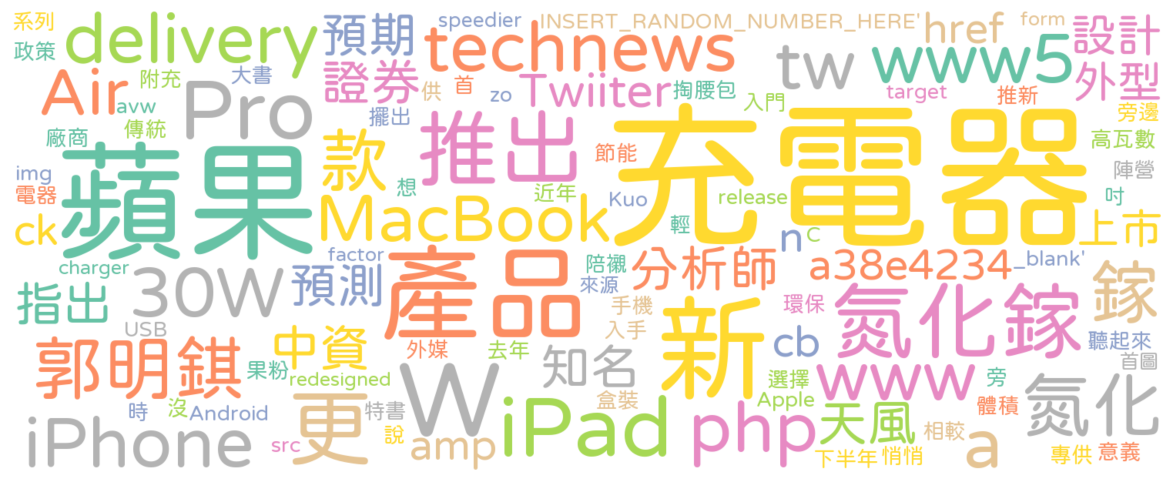 系列 delivery 預期 speedier INSERT_RANDOM_NUMBER_HERE' href form 設計
政策 附充 大書 證券 technews tw www5 外型
Air avw Pro 擺出 供 首 zo Twiiter 掏腰包 入門 target 推新 旁邊
廠商 傳統 款 推出 節能 充電器 高瓦數
img 蘋果 想 近年 Kuo release 陣營
電器 MacBook 輕 吋
ck charger factor 產品 陪襯 分析師 n C a38e4234 _blank' 上市
指出 30W 預測 來源 手機 新 環保 氮化鎵 鎵
USB 中資 外媒 去年 入手 cb 聽起來
郭明錤 果粉 redesigned W 知名 選擇 www 旁 首圖
時 沒 Android 更 特書 盒裝 Apple 體積 氮化
iPhone src 說 amp iPad php 天風 相較 a
下半年 悄悄 專供 意義